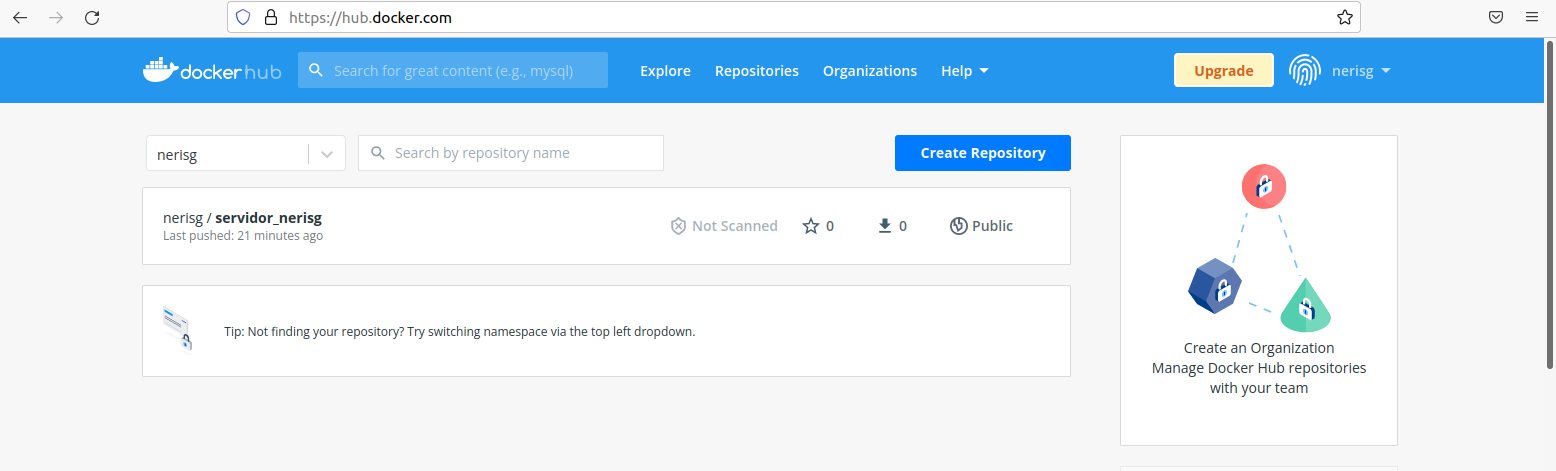 https://hub.docker.com
docker hub
Search for great content (e.g., mysql)
Explore
Repositories
Organizations
Help
Upgrade
nerisg
nerisg
Search by repository name
Create Repository
nerisg / servidor_nerisg
Last pushed: 21 minutes ago
Not Scanned
0
0
Public
Tip: Not finding your repository? Try switching namespace via the top left dropdown.
Create an Organization
Manage Docker Hub repositories
with your team